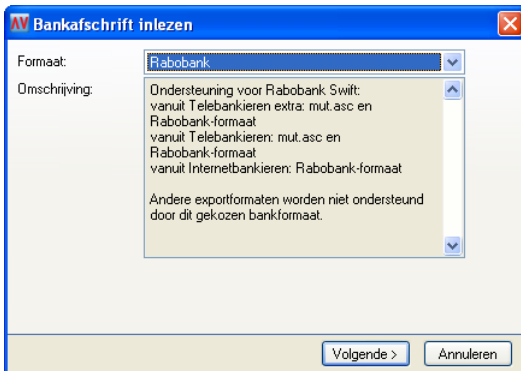 AV Bankafschrift inlezen
Formaat: Rabobank
Omschrijving: Ondersteuning voor Rabobank Swift:
vanuit Telebankieren extra: mut.asc en
Rabobank-formaat
vanuit Telebankieren: mut.asc en
Rabobank-formaat
vanuit Internetbankieren: Rabobank-formaat
Andere exportformaten worden niet ondersteund
door dit gekozen bankformaat.
Volgende > Annuleren